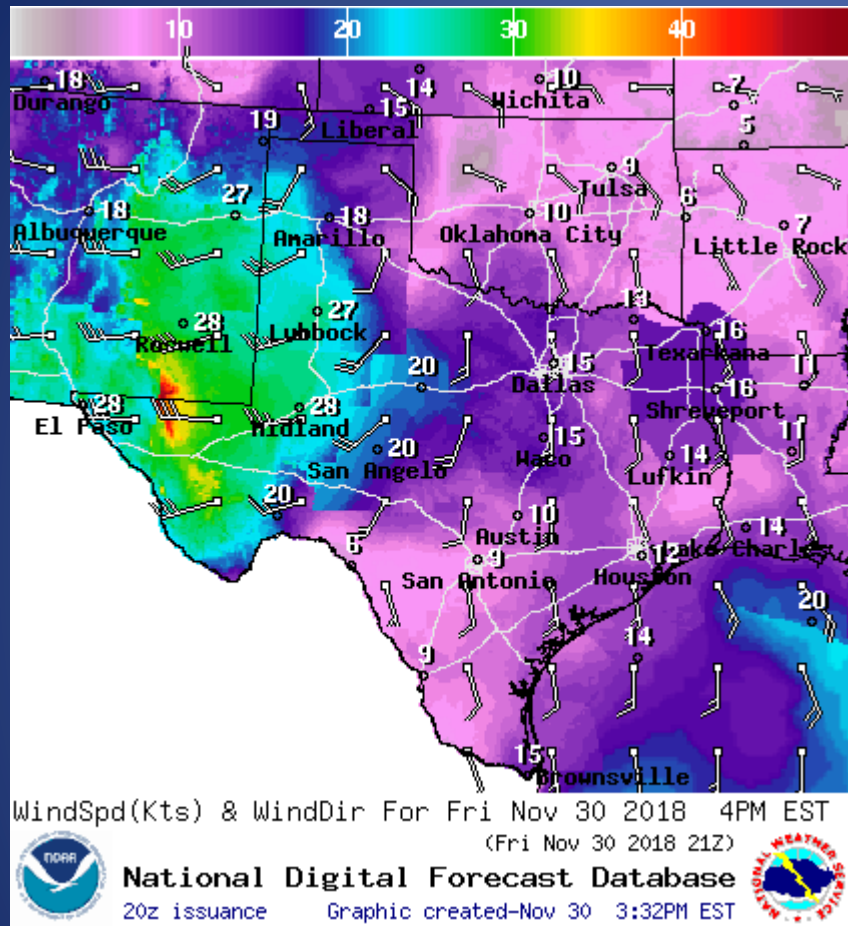 10 20 30 40
18 14 10 7
Durango Wichita
15
Liberal
19 5
9
Tulsa
27
18 18 10 6 7
Albuquerque Amarillo Oklahoma City Little Rock
27 13
28 Lubbock 16
Roswell Texarkana
15 11
20 Dallas 16
28 28 Shreveport
El Paso Midland
20 15 14 11
San Angelo Waco Lufkin
20 10 14
Austin Lake Charles
6 9 12
San Antonio Houston
20
14
9
15
Brownsville
WindSpd(Kts) & WindDir For Fri Nov 30 2018 4PM EST
(Fri Nov 30 2018 21Z)
NOAA
National Digital Forecast Database
20z issuance Graphic created-Nov 30 3:32PM EST
NATIONAL WEATHER SERVICE